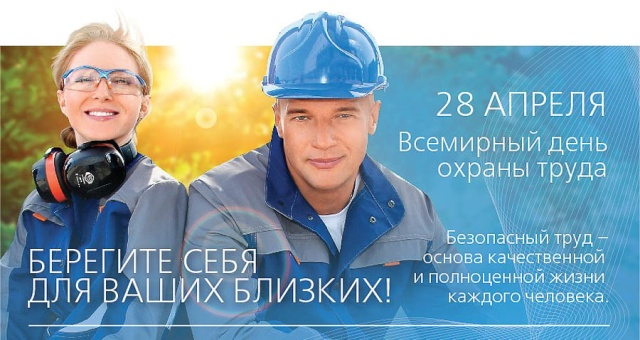 28 АПРЕЛЯ
Всемирный день
охраны труда
Безопасный труд –
основа качественной
и полноценной жизни
каждого человека.
БЕРЕГИТЕ СЕБЯ
ДЛЯ ВАШИХ БЛИЗКИХ!